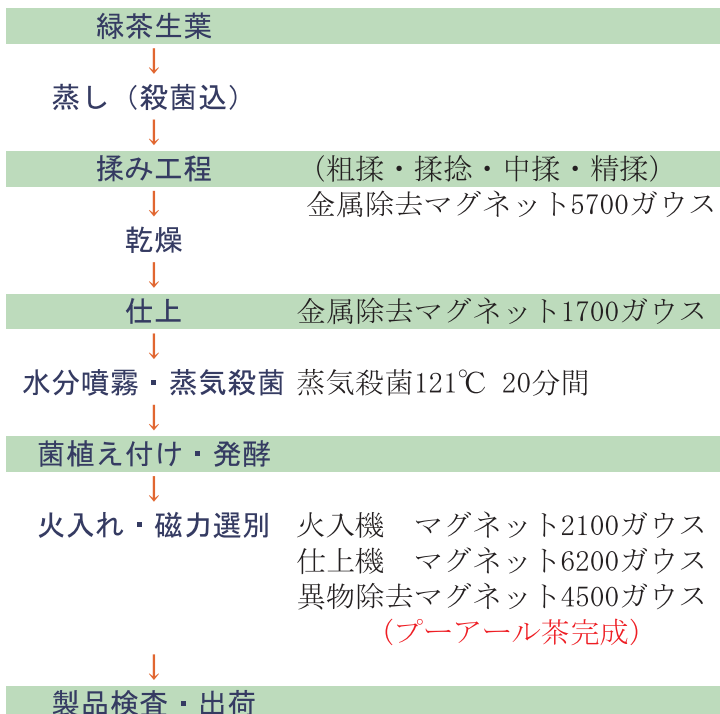 緑茶生葉
↓
蒸し（殺菌込）
↓
揉み工程 （粗揉・揉捻・中揉・精揉）
↓ 金属除去マグネット5700ガウス
乾燥
↓
仕上 金属除去マグネット1700ガウス
↓
水分噴霧・蒸気殺菌 蒸気殺菌121℃ 20分間
↓
菌植え付け・発酵
↓
火入れ・磁力選別 火入機 マグネット2100ガウス
仕上機 マグネット6200ガウス
異物除去マグネット4500ガウス
（プーアール茶完成）
↓
製品検査・出荷